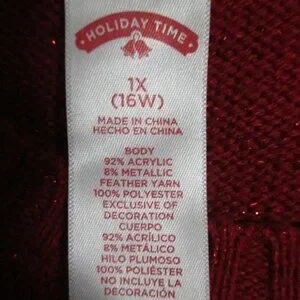 HOLIDAY TIME
1X
(16W)
MADE IN CHINA
HECHO EN CHINA
BODY
92% ACRYLIC
8% METALLIC
FEATHER YARN
100% POLYESTER
EXCLUSIVE OF
DECORATION
CUERPO
92% ACRÍLICO
8% METÁLICO
HILO PLUMOSO
100% POLIÉSTER
NO INCLUYE LA
DECORACIÓN